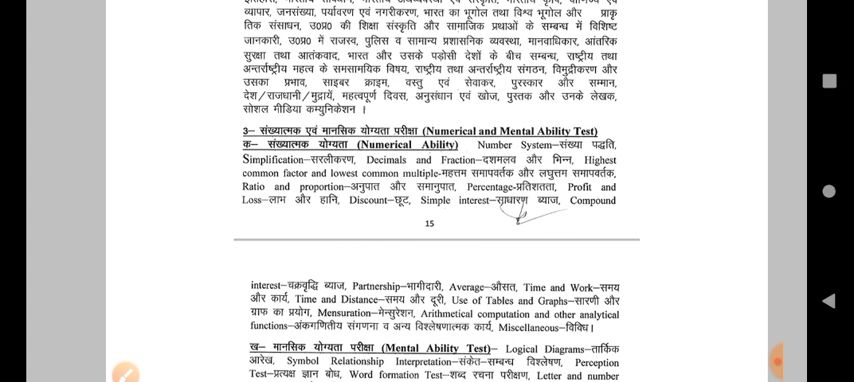 व्यापार, जनसंख्या, पर्यावरण एवं नगरीकरण, भारत का भूगोल तथा विश्व भूगोल और प्राकृ
तिक संसाधन, उ0प्र0 की शिक्षा संस्कृति और सामाजिक प्रथाओं के सम्बन्ध में विशिष्ट
जानकारी, उ0प्र0 में राजस्व, पुलिस व सामान्य प्रशासनिक व्यवस्था, मानवाधिकार, आंतरिक
सुरक्षा तथा आतंकवाद, भारत और उसके पड़ोसी देशों के बीच सम्बन्ध, राष्ट्रीय तथा
अन्तर्राष्ट्रीय महत्व के समसामयिक विषय, राष्ट्रीय तथा अन्तर्राष्ट्रीय संगठन, विमुद्रीकरण और
उसका प्रभाव, साइबर क्राइम, वस्तु एवं सेवाकर, पुरस्कार और सम्मान,
देश/राजधानी/मुद्रायें, महत्वपूर्ण दिवस, अनुसंधान एवं खोज, पुस्तक और उनके लेखक,
सोशल मीडिया कम्युनिकेशन ।
3– संख्यात्मक एवं मानसिक योग्यता परीक्षा (Numerical and Mental Ability Test)
क– संख्यात्मक योग्यता (Numerical Ability) Number System–संख्या पद्धति,
Simplification–सरलीकरण, Decimals and Fraction–दशमलव और भिन्न, Highest
common factor and lowest common multiple-महत्तम समापवर्तक और लघुत्तम समापवर्तक,
Ratio and proportion–अनुपात और समानुपात, Percentage-प्रतिशतता, Profit and
Loss–लाभ और हानि, Discount–छूट, Simple interest–साधारण ब्याज, Compound
15
interest–चक्रवृद्धि ब्याज, Partnership–भागीदारी, Average–औसत, Time and Work–समय
और कार्य, Time and Distance–समय और दूरी, Use of Tables and Graphs–सारणी और
ग्राफ का प्रयोग, Mensuration–मेन्सुरेशन, Arithmetical computation and other analytical
functions–अंकगणितीय संगणना व अन्य विश्लेषणात्मक कार्य, Miscellaneous–विविध।
ख– मानसिक योग्यता परीक्षा (Mental Ability Test)– Logical Diagrams–तार्किक
आरेख, Symbol Relationship Interpretation–संकेत–सम्बन्ध विश्लेषण, Perception
Test–प्रत्यक्ष ज्ञान बोध, Word formation Test–शब्द रचना परीक्षण, Letter and number